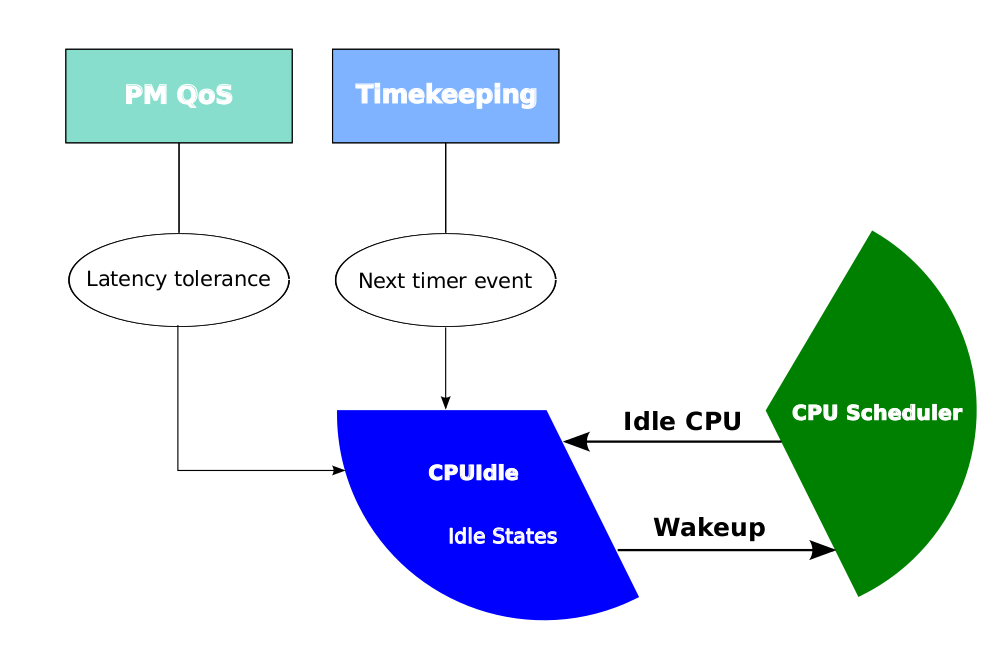 PM QoS
Timekeeping
Latency tolerance
Next timer event
Idle CPU
CPU Scheduler
CPUIdle
Wakeup
Idle States